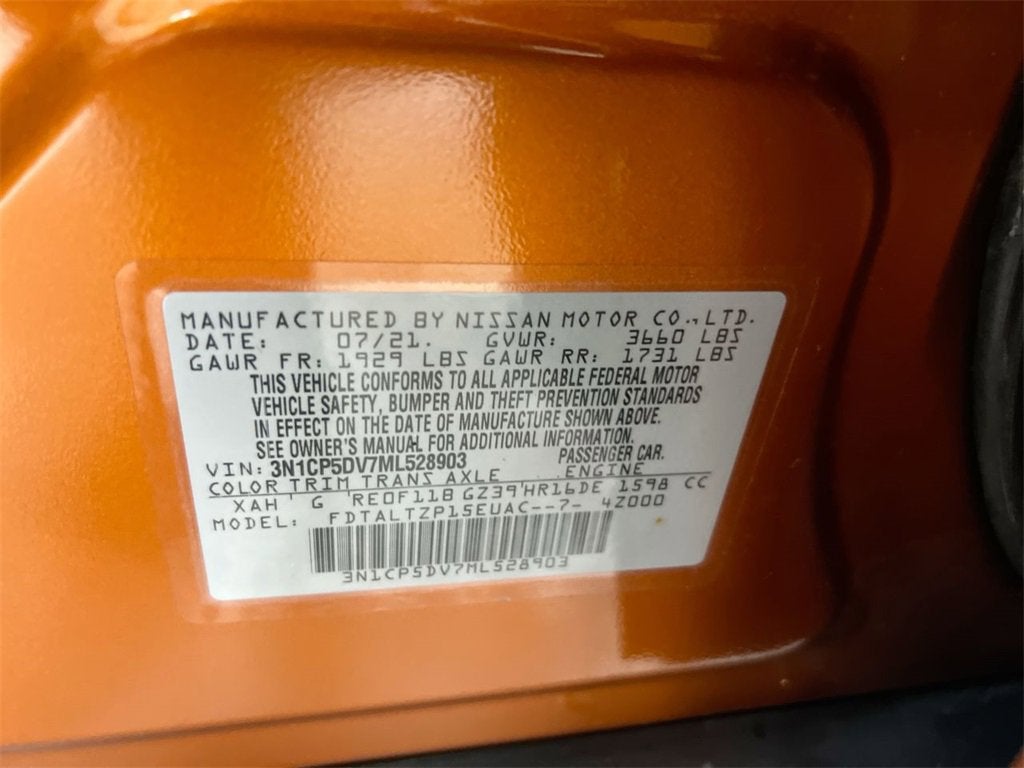 MANUFACTURED BY NISSAN MOTOR CO., LTD.
DATE: 07/21. GVWR: 3660 LBS
GAWR FR: 1929 LBS GAWR RR: 1731 LBS
THIS VEHICLE CONFORMS TO ALL APPLICABLE FEDERAL MOTOR
VEHICLE SAFETY, BUMPER AND THEFT PREVENTION STANDARDS
IN EFFECT ON THE DATE OF MANUFACTURE SHOWN ABOVE.
SEE OWNER'S MANUAL FOR ADDITIONAL INFORMATION.
VIN: 3N1CP5DV7ML528903 PASSENGER CAR.
COLOR TRIM TRANS AXLE ENGINE
XAH ' G 'RE0F11B GZ39'HR16DE 1598 CC
MODEL: FDTALTZP15EUAC--7- 4Z000
3N1CP5DV7ML528903